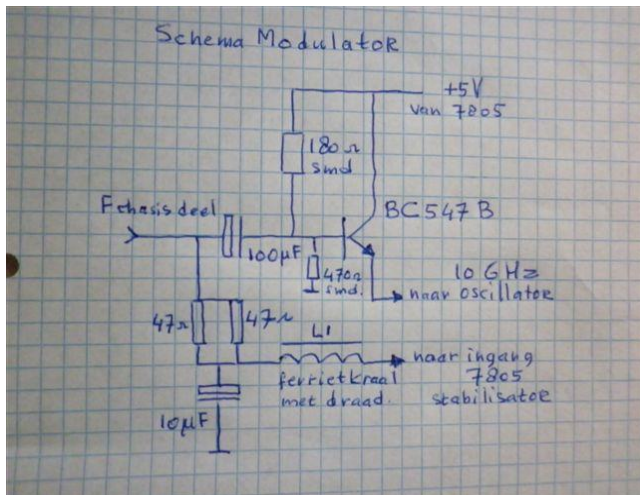 Schema Modulator
+5V
van 7805
180Ω
smd
F chasis deel
BC547B
100μF
470Ω
smd.
10 GHz
naar oscillator
47Ω
47Ω
L1
naar ingang
7805
stabilisator
ferrietkraal
met draad.
10μF